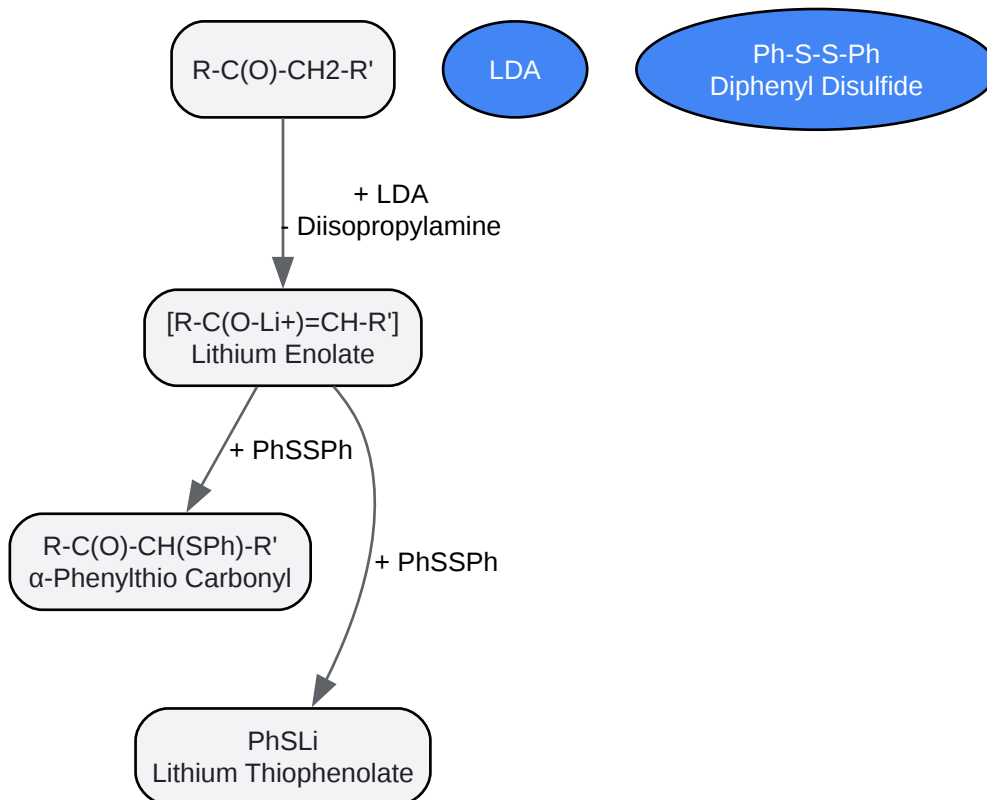 R-C(O)-CH2-R'
LDA
Ph-S-S-Ph
Diphenyl Disulfide
+ LDA
- Diisopropylamine
[R-C(O-Li+)=CH-R']
Lithium Enolate
+ PhSSPh
R-C(O)-CH(SPh)-R'
α-Phenylthio Carbonyl
+ PhSSPh
PhSLi
Lithium Thiophenolate